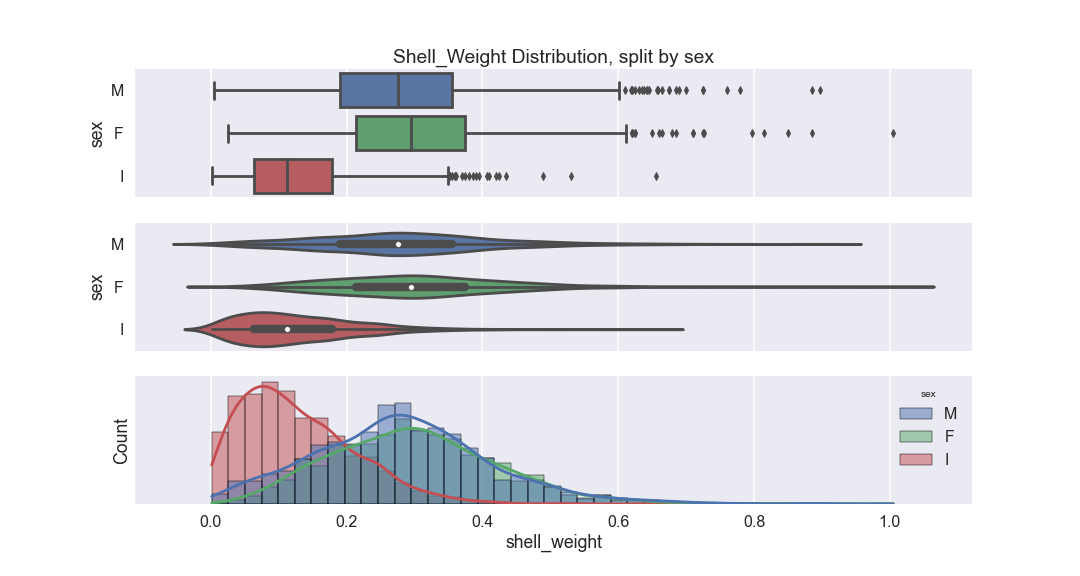 Shell_Weight Distribution, split by sex
M
F
I
sex
M
F
I
sex
Count
sex
M
F
I
0.0 0.2 0.4 0.6 0.8 1.0
shell_weight